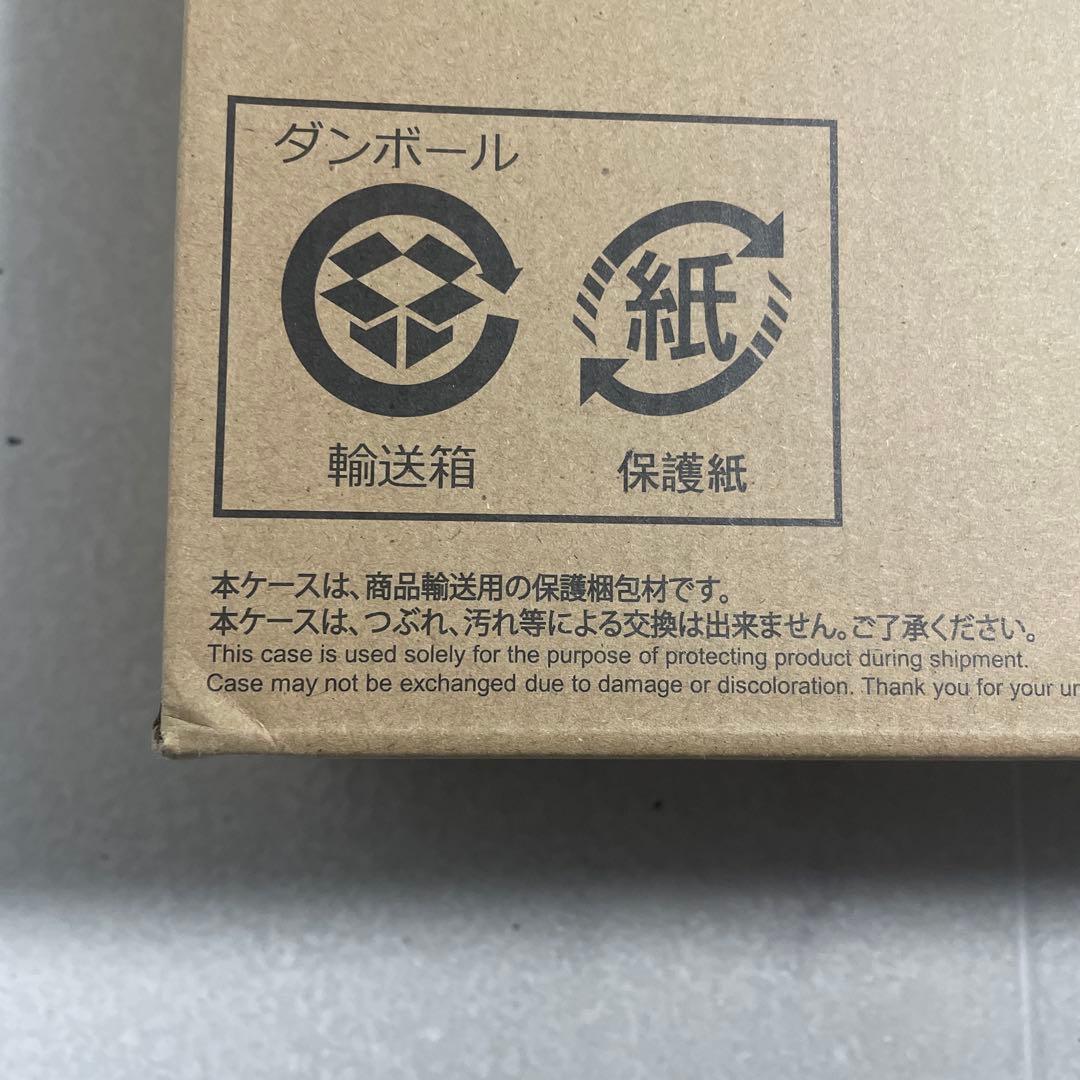 ダンボール
紙
輸送箱
保護紙
本ケースは、商品輸送用の保護梱包材です。
本ケースは、つぶれ、汚れ等による交換は出来ません。ご了承ください。
This case is used solely for the purpose of protecting product during shipment.
Case may not be exchanged due to damage or discoloration. Thank you for your